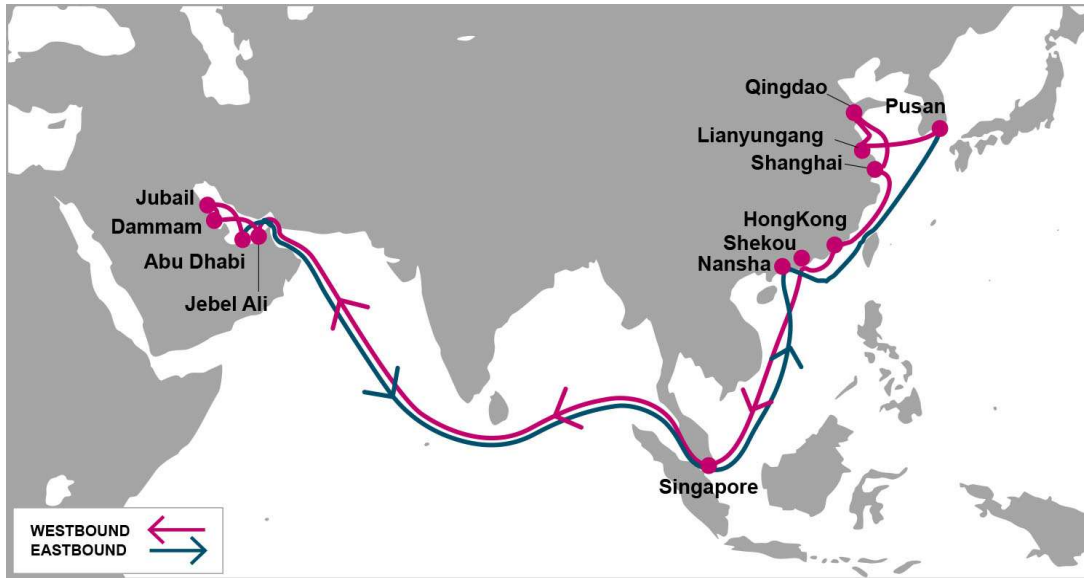 Qingdao
Pusan
Lianyungang
Shanghai
Jubail
Dammam
HongKong
Shekou
Nansha
Abu Dhabi
Jebel Ali
Singapore
WESTBOUND
EASTBOUND